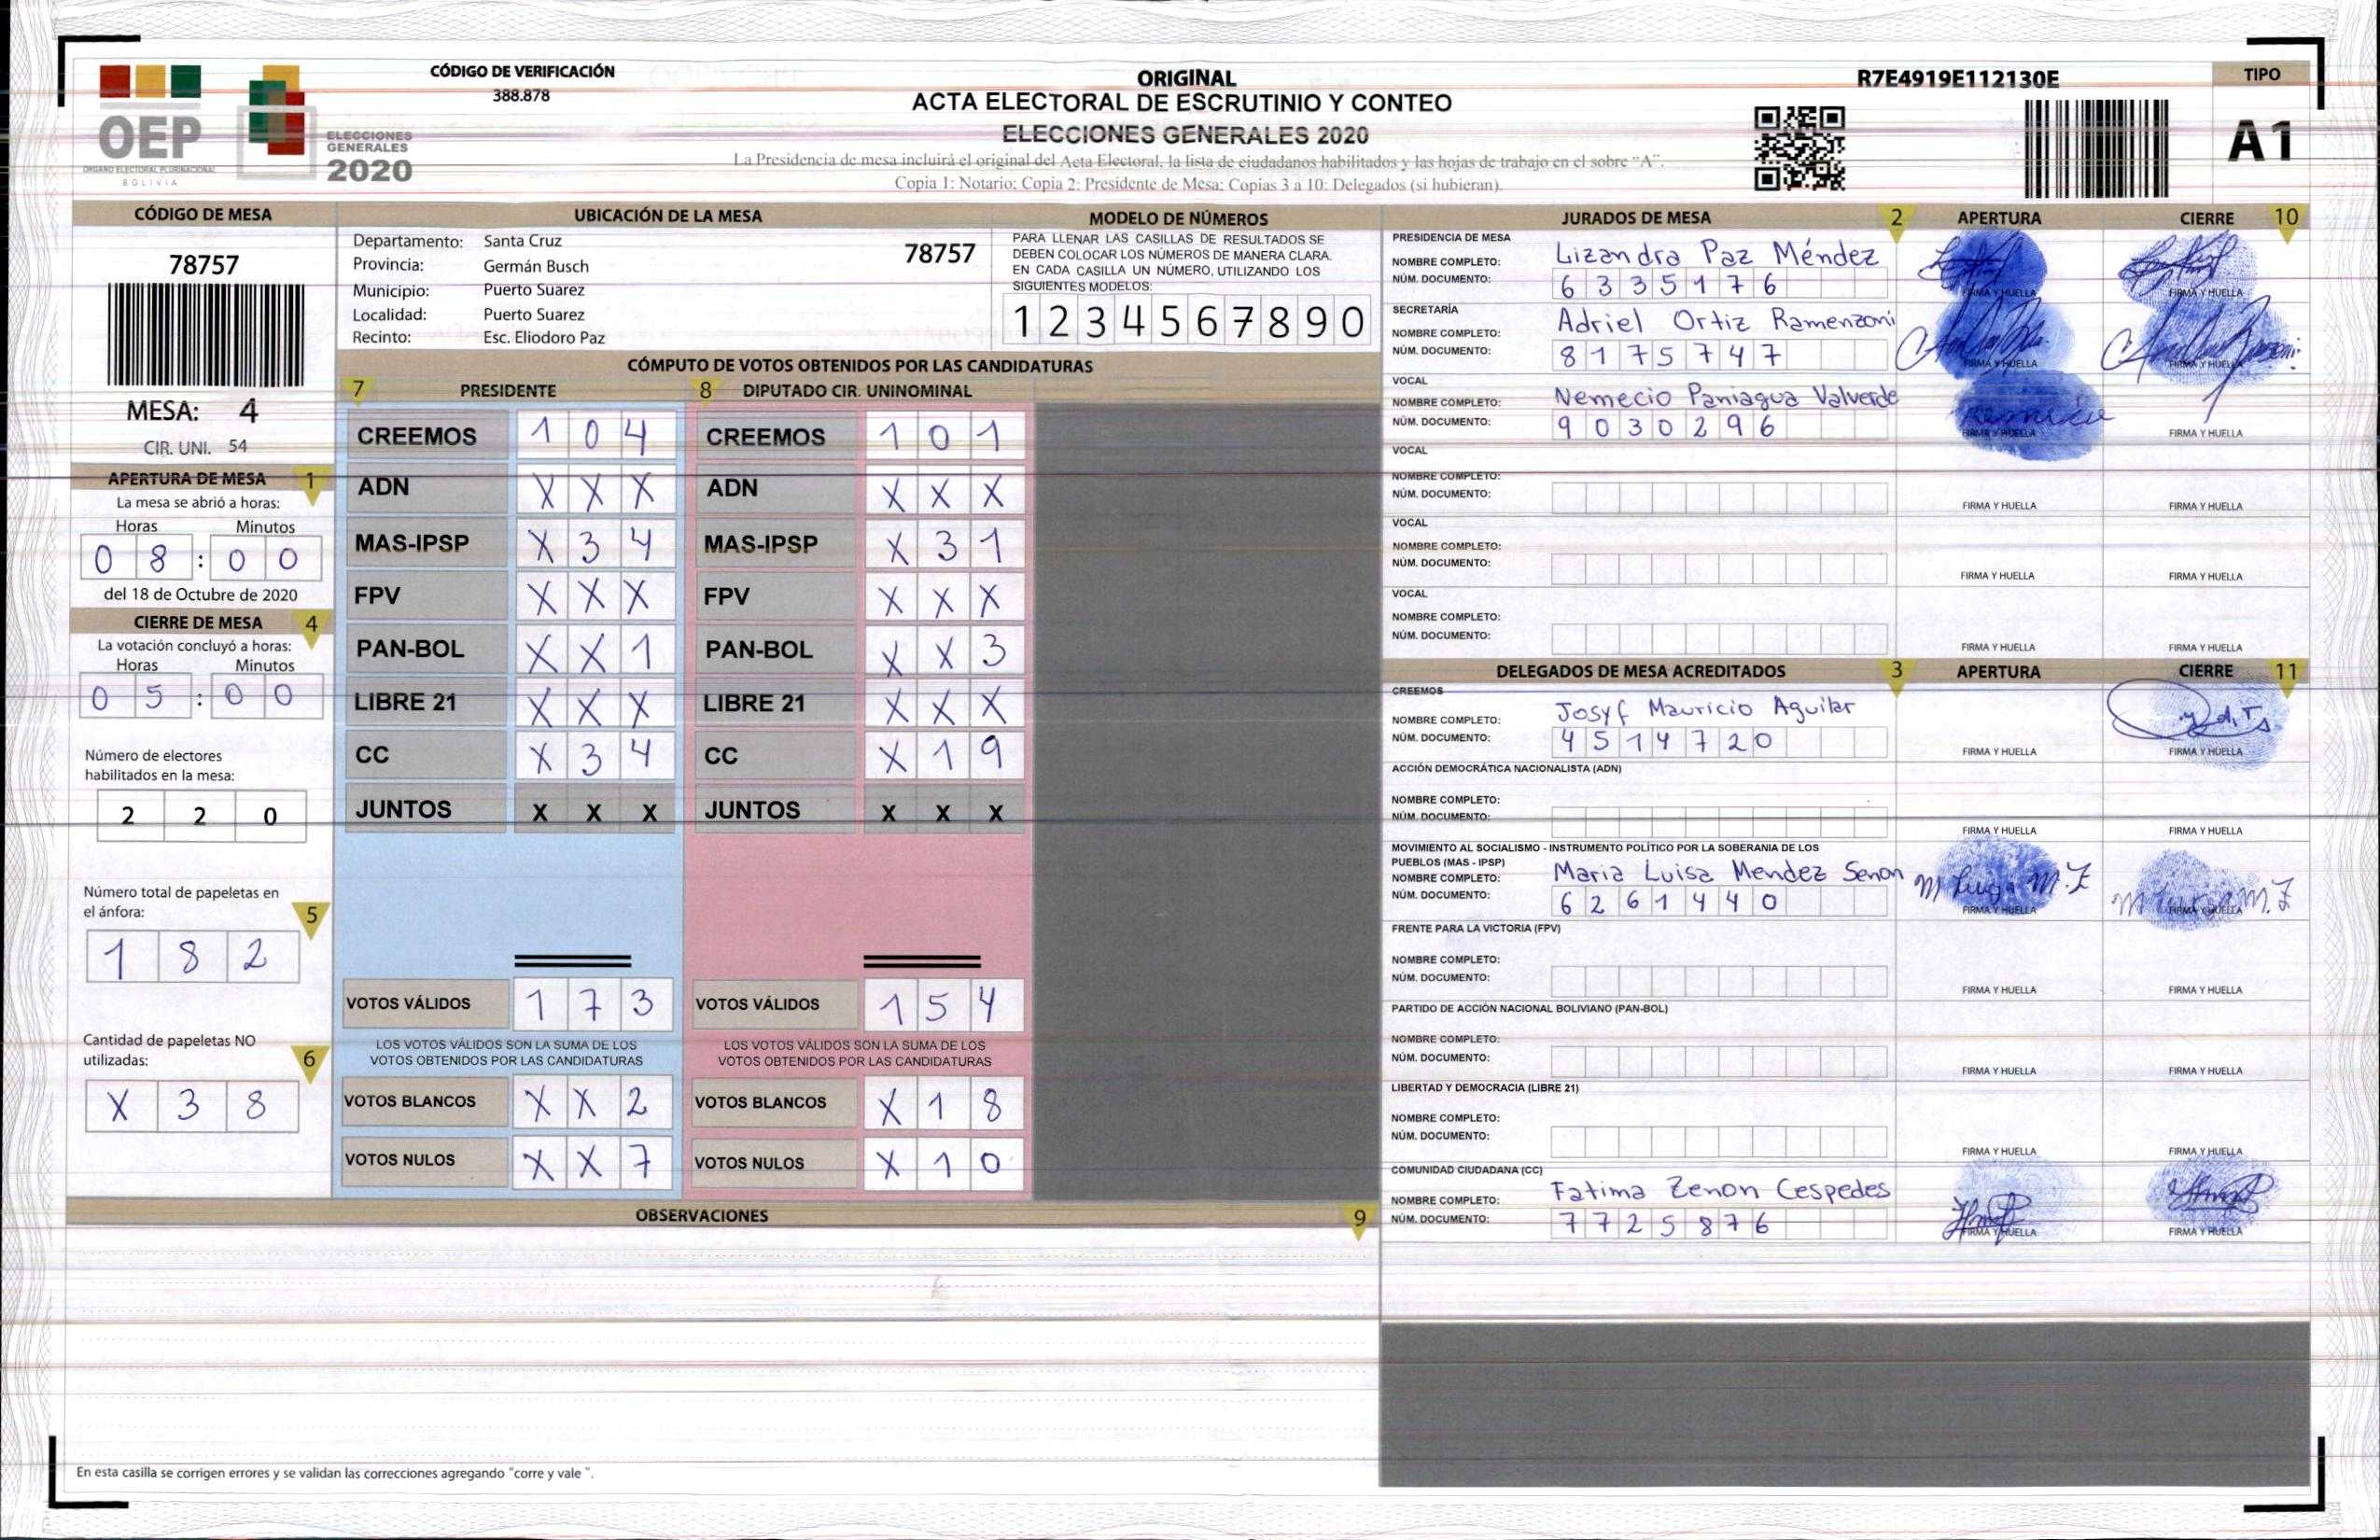 CÓDIGO DE VERIFICACIÓN
388.878
OEP
ÓRGANO ELECTORAL PLURINACIONAL
BOLIVIA
ELECCIONES
GENERALES
2020
ORIGINAL
ACTA ELECTORAL DE ESCRUTINIO Y CONTEO
ELECCIONES GENERALES 2020
La Presidencia de mesa incluirá el original del Acta Electoral, la lista de ciudadanos habilitados y las hojas de trabajo en el sobre "A".
Copia 1: Notario; Copia 2: Presidente de Mesa; Copias 3 a 10: Delegados (si hubieran).
R7E4919E112130E
TIPO
A1
CÓDIGO DE MESA
78757
MESA: 4
CIR. UNI. 54
APERTURA DE MESA 1
La mesa se abrió a horas:
Horas Minutos
0 8 : 0 0
del 18 de Octubre de 2020
CIERRE DE MESA 4
La votación concluyó a horas:
Horas Minutos
0 5 : 0 0
Número de electores
habilitados en la mesa:
2 2 0
Número total de papeletas en
el ánfora: 5
1 8 2
Cantidad de papeletas NO
utilizadas: 6
X 3 8
UBICACIÓN DE LA MESA
Departamento: Santa Cruz 78757
Provincia: Germán Busch
Municipio: Puerto Suarez
Localidad: Puerto Suarez
Recinto: Esc. Eliodoro Paz
MODELO DE NÚMEROS
PARA LLENAR LAS CASILLAS DE RESULTADOS SE
DEBEN COLOCAR LOS NÚMEROS DE MANERA CLARA.
EN CADA CASILLA UN NÚMERO, UTILIZANDO LOS
SIGUIENTES MODELOS:
1 2 3 4 5 6 7 8 9 0
CÓMPUTO DE VOTOS OBTENIDOS POR LAS CANDIDATURAS
7 PRESIDENTE 8 DIPUTADO CIR. UNINOMINAL
CREEMOS 1 0 4 CREEMOS 1 0 1
ADN X X X ADN X X X
MAS-IPSP X 3 4 MAS-IPSP X 3 1
FPV X X X FPV X X X
PAN-BOL X X 1 PAN-BOL X X 3
LIBRE 21 X X X LIBRE 21 X X X
CC X 3 4 CC X 1 9
JUNTOS X X X JUNTOS X X X
VOTOS VÁLIDOS 1 7 3 VOTOS VÁLIDOS 1 5 4
LOS VOTOS VÁLIDOS SON LA SUMA DE LOS LOS VOTOS VÁLIDOS SON LA SUMA DE LOS
VOTOS OBTENIDOS POR LAS CANDIDATURAS VOTOS OBTENIDOS POR LAS CANDIDATURAS
VOTOS BLANCOS X X 2 VOTOS BLANCOS X 1 8
VOTOS NULOS X X 7 VOTOS NULOS X 1 0
OBSERVACIONES 9
En esta casilla se corrigen errores y se validan las correcciones agregando "corre y vale ".
JURADOS DE MESA 2 APERTURA CIERRE 10
PRESIDENCIA DE MESA
NOMBRE COMPLETO: Lizandra Paz Méndez
NÚM. DOCUMENTO: 6 3 3 5 1 7 6
FIRMA Y HUELLA FIRMA Y HUELLA
SECRETARÍA
NOMBRE COMPLETO: Adriel Ortiz Ramenzoni
NÚM. DOCUMENTO: 8 1 7 5 7 4 7
FIRMA Y HUELLA FIRMA Y HUELLA
VOCAL
NOMBRE COMPLETO: Nemecio Paniagua Valverde
NÚM. DOCUMENTO: 9 0 3 0 2 9 6
FIRMA Y HUELLA FIRMA Y HUELLA
VOCAL
NOMBRE COMPLETO:
NÚM. DOCUMENTO:
FIRMA Y HUELLA FIRMA Y HUELLA
VOCAL
NOMBRE COMPLETO:
NÚM. DOCUMENTO:
FIRMA Y HUELLA FIRMA Y HUELLA
VOCAL
NOMBRE COMPLETO:
NÚM. DOCUMENTO:
FIRMA Y HUELLA FIRMA Y HUELLA
DELEGADOS DE MESA ACREDITADOS 3 APERTURA CIERRE 11
CREEMOS
NOMBRE COMPLETO: Josyf Mauricio Aguilar
NÚM. DOCUMENTO: 4 5 1 4 7 2 0
FIRMA Y HUELLA FIRMA Y HUELLA
ACCIÓN DEMOCRÁTICA NACIONALISTA (ADN)
NOMBRE COMPLETO:
NÚM. DOCUMENTO:
FIRMA Y HUELLA FIRMA Y HUELLA
MOVIMIENTO AL SOCIALISMO - INSTRUMENTO POLÍTICO POR LA SOBERANIA DE LOS
PUEBLOS (MAS - IPSP)
NOMBRE COMPLETO: Maria Luisa Mendez Senon
NÚM. DOCUMENTO: 6 2 6 1 4 4 0
FIRMA Y HUELLA FIRMA Y HUELLA
FRENTE PARA LA VICTORIA (FPV)
NOMBRE COMPLETO:
NÚM. DOCUMENTO:
FIRMA Y HUELLA FIRMA Y HUELLA
PARTIDO DE ACCIÓN NACIONAL BOLIVIANO (PAN-BOL)
NOMBRE COMPLETO:
NÚM. DOCUMENTO:
FIRMA Y HUELLA FIRMA Y HUELLA
LIBERTAD Y DEMOCRACIA (LIBRE 21)
NOMBRE COMPLETO:
NÚM. DOCUMENTO:
FIRMA Y HUELLA FIRMA Y HUELLA
COMUNIDAD CIUDADANA (CC)
NOMBRE COMPLETO: Fatima Zenon Cespedes
NÚM. DOCUMENTO: 7 7 2 5 8 7 6
FIRMA Y HUELLA FIRMA Y HUELLA